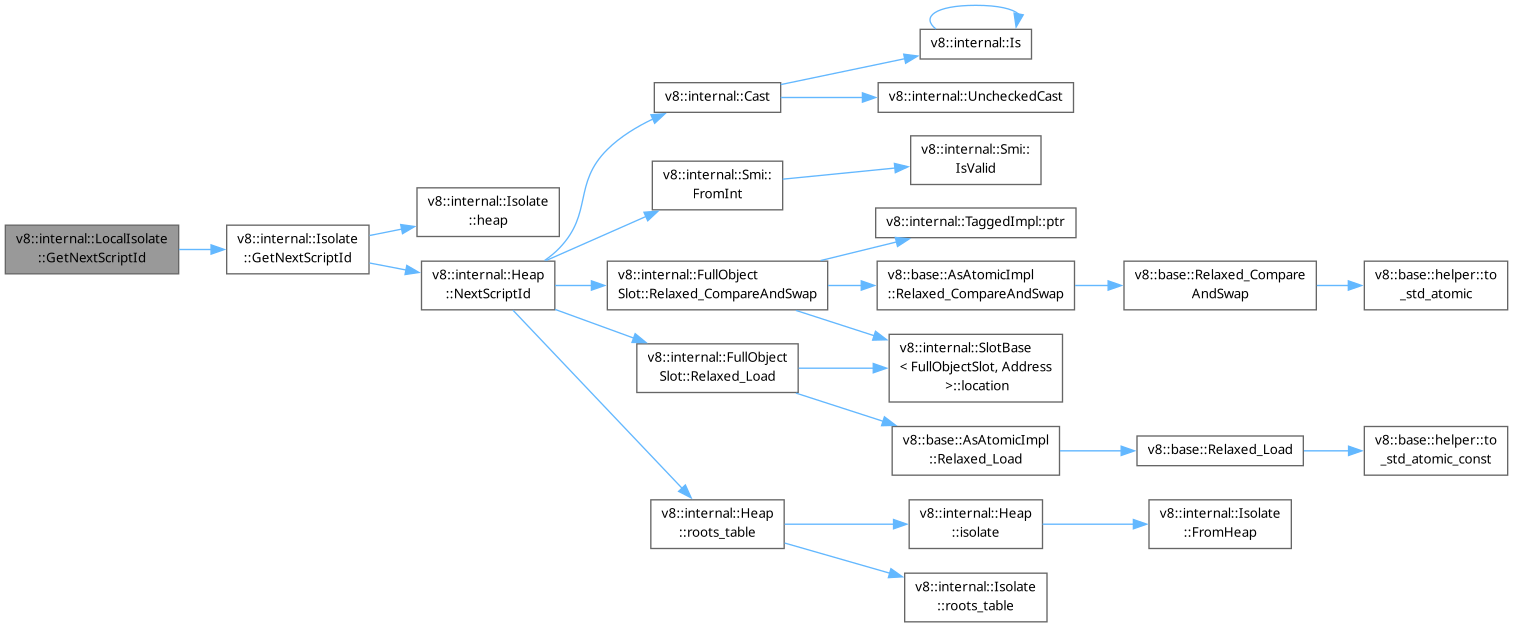 v8::internal::LocalIsolate
::GetNextScriptId
v8::internal::Isolate
::GetNextScriptId
v8::internal::Isolate
::heap
v8::internal::Heap
::NextScriptId
v8::internal::Cast
v8::internal::Is
v8::internal::UncheckedCast
v8::internal::Smi::
FromInt
v8::internal::Smi::
IsValid
v8::internal::FullObject
Slot::Relaxed_CompareAndSwap
v8::internal::TaggedImpl::ptr
v8::base::AsAtomicImpl
::Relaxed_CompareAndSwap
v8::base::Relaxed_Compare
AndSwap
v8::base::helper::to
_std_atomic
v8::internal::SlotBase
< FullObjectSlot, Address
>::location
v8::internal::FullObject
Slot::Relaxed_Load
v8::base::AsAtomicImpl
::Relaxed_Load
v8::base::Relaxed_Load
v8::base::helper::to
_std_atomic_const
v8::internal::Heap
::roots_table
v8::internal::Heap
::isolate
v8::internal::Isolate
::FromHeap
v8::internal::Isolate
::roots_table